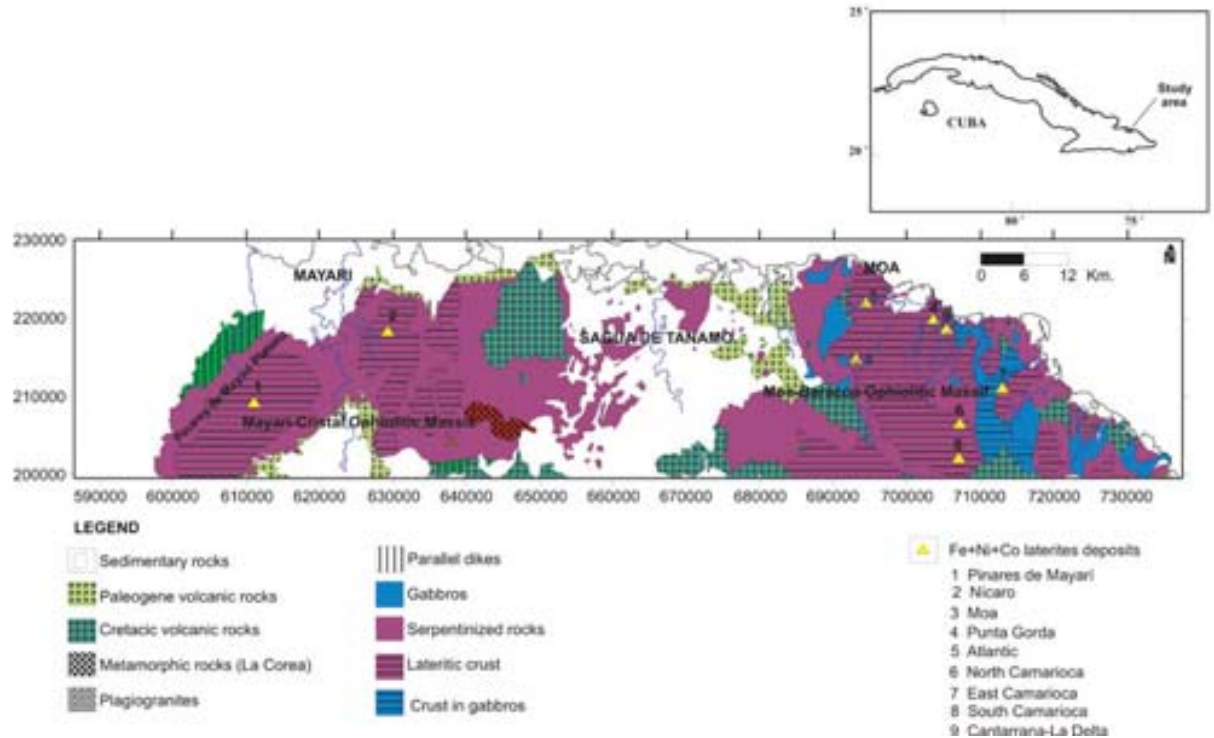 25°
Study
area
CUBA
20°
80°
75°
230000
220000
210000
200000
MAYARI
MOA
0 6 12 Km.
SAGUA DE TANAMO
Pinares de Mayari
Mayari-Cristal Ophiolitic Massif
Moa-Baracoa Ophiolitic Massif
2
1
590000 600000 610000 620000 630000 640000 650000 660000 670000 680000 690000 700000 710000 720000 730000
LEGEND
Sedimentary rocks
Paleogene volcanic rocks
Cretacic volcanic rocks
Metamorphic rocks (La Corea)
Plagiogranites
Parallel dikes
Gabbros
Serpentinized rocks
Lateritic crust
Crust in gabbros
Fe+Ni+Co laterites deposits
1 Pinares de Mayarí
2 Nicaro
3 Moa
4 Punta Gorda
5 Atlantic
6 North Camarioca
7 East Camarioca
8 South Camarioca
9 Cantarrana-La Delta